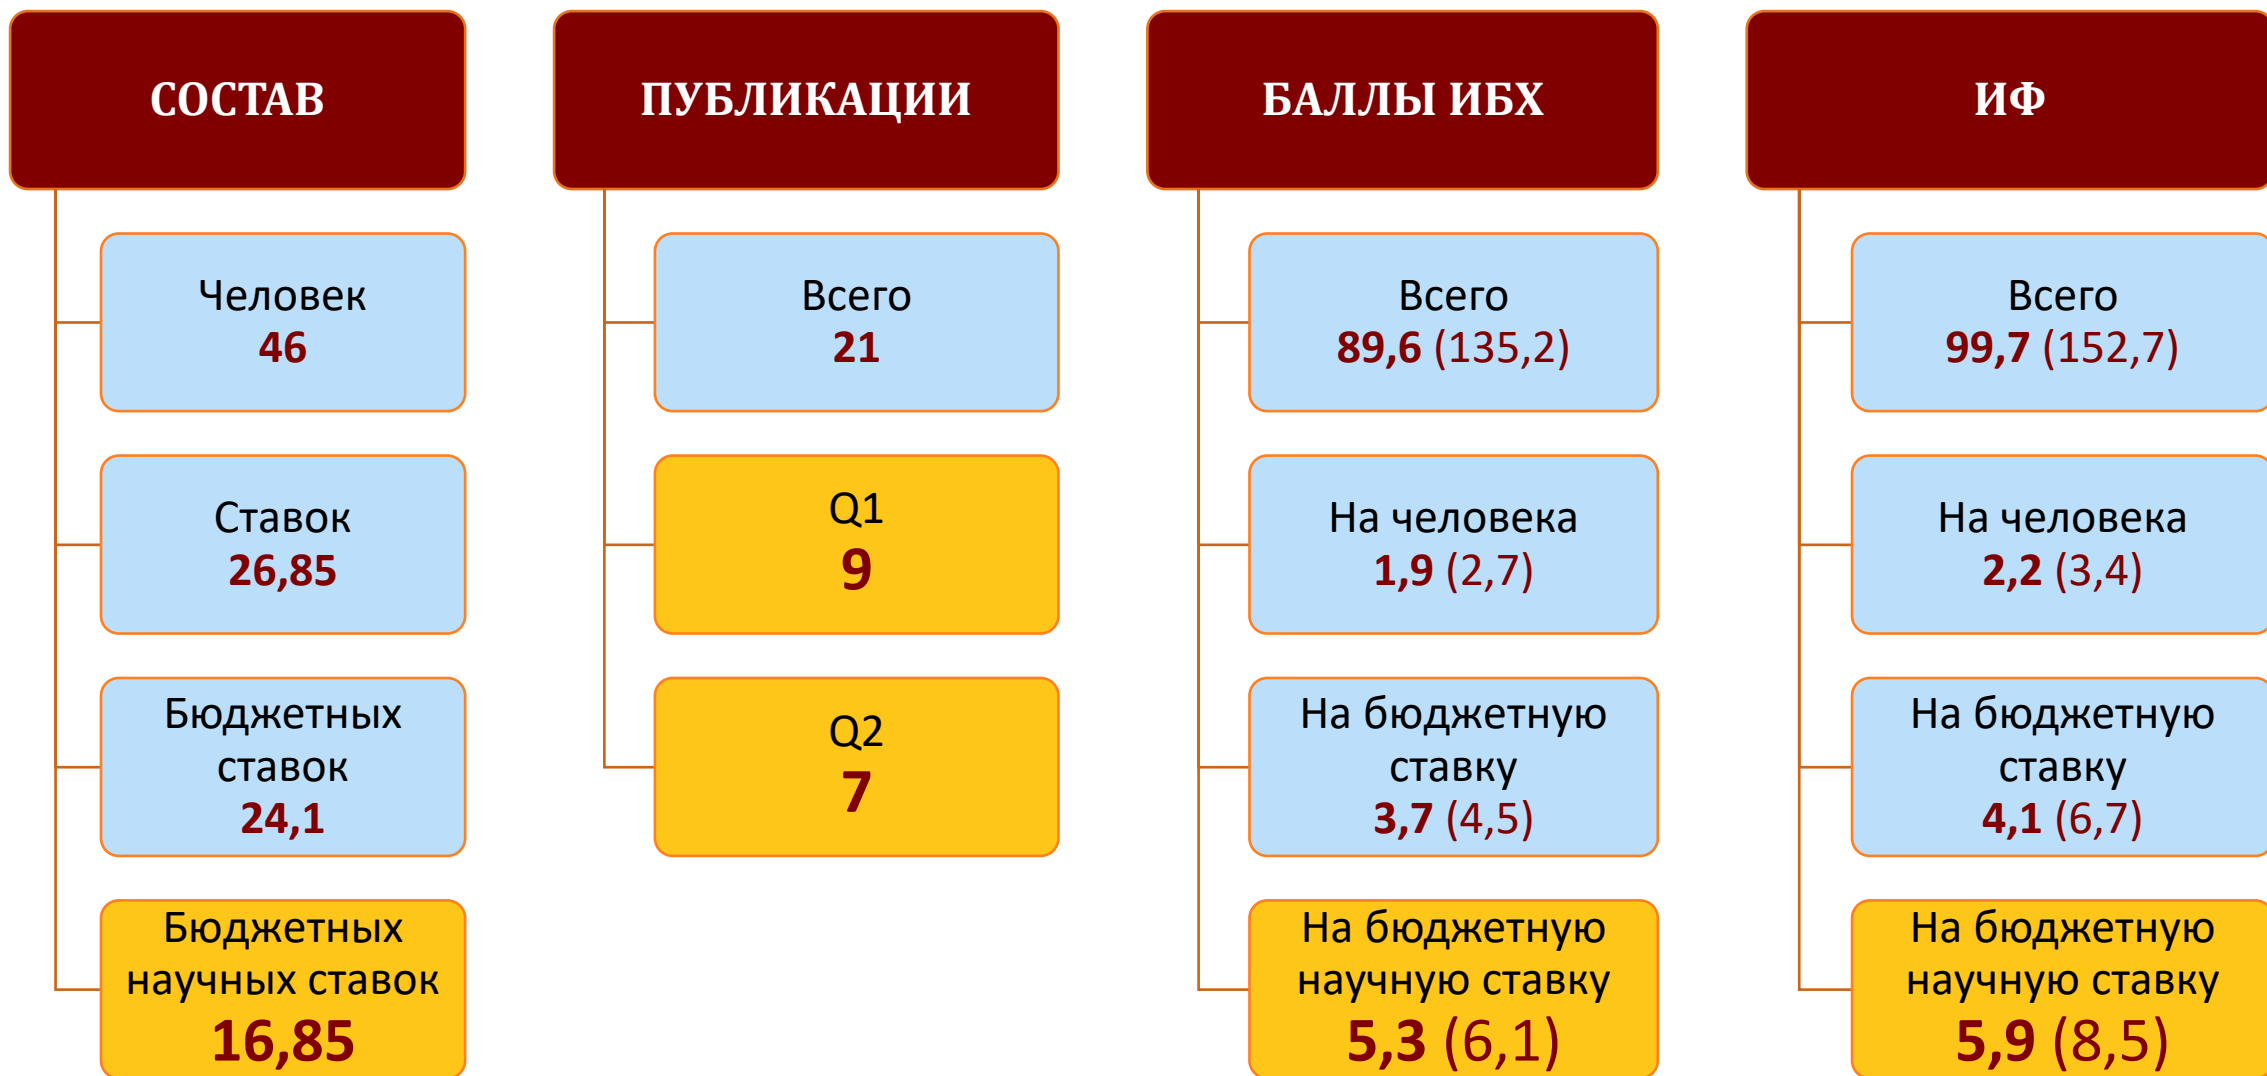 СОСТАВ
Человек
46
Ставок
26,85
Бюджетных
ставок
24,1
Бюджетных
научных ставок
16,85
ПУБЛИКАЦИИ
Всего
21
Q1
9
Q2
7
БАЛЛЫ ИБХ
Всего
89,6 (135,2)
На человека
1,9 (2,7)
На бюджетную
ставку
3,7 (4,5)
На бюджетную
научную ставку
5,3 (6,1)
ИФ
Всего
99,7 (152,7)
На человека
2,2 (3,4)
На бюджетную
ставку
4,1 (6,7)
На бюджетную
научную ставку
5,9 (8,5)